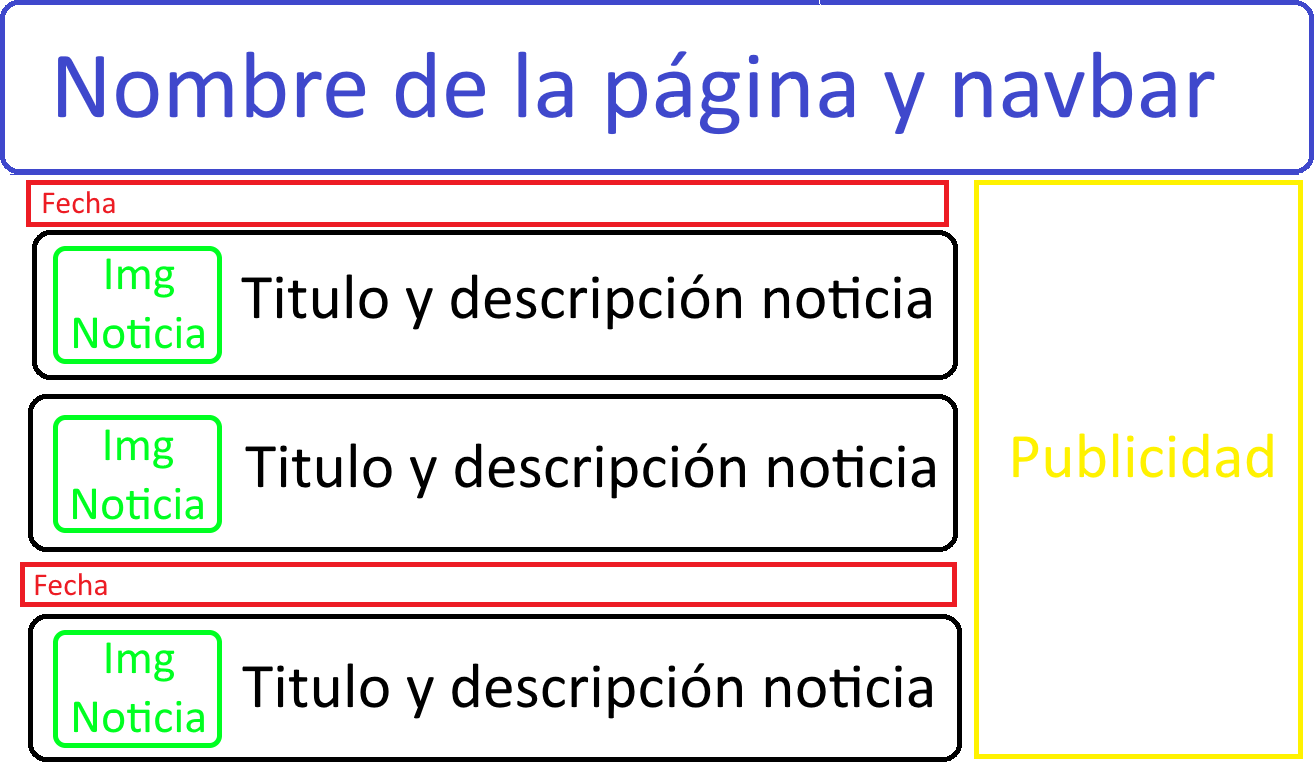 Nombre de la página y navbar
Fecha
Img
Noticia
Titulo y descripción noticia
Img
Noticia
Titulo y descripción noticia
Publicidad
Fecha
Img
Noticia
Titulo y descripción noticia